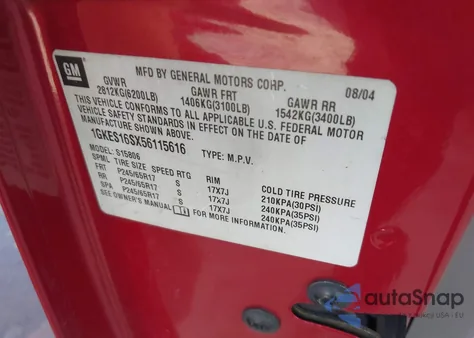 GM
MFD BY GENERAL MOTORS CORP. 08/04
GVWR GAWR FRT GAWR RR
2812KG(6200LB) 1406KG(3100LB) 1542KG(3400LB)
THIS VEHICLE CONFORMS TO ALL APPLICABLE U.S. FEDERAL MOTOR
VEHICLE SAFETY STANDARDS IN EFFECT ON THE DATE OF
MANUFACTURE SHOWN ABOVE.
1GKES16SX56115616 TYPE: M.P.V.
MODEL: S15806
SPML TIRE SIZE SPEED RTG RIM COLD TIRE PRESSURE
FRT P245/65R17 S 17X7J 210KPA(30PSI)
RR P245/65R17 S 17X7J 240KPA(35PSI)
SPA P245/65R17 S 17X7J 240KPA(35PSI)
SEE OWNER'S MANUAL FOR MORE INFORMATION.
autoSnap
USA - EU